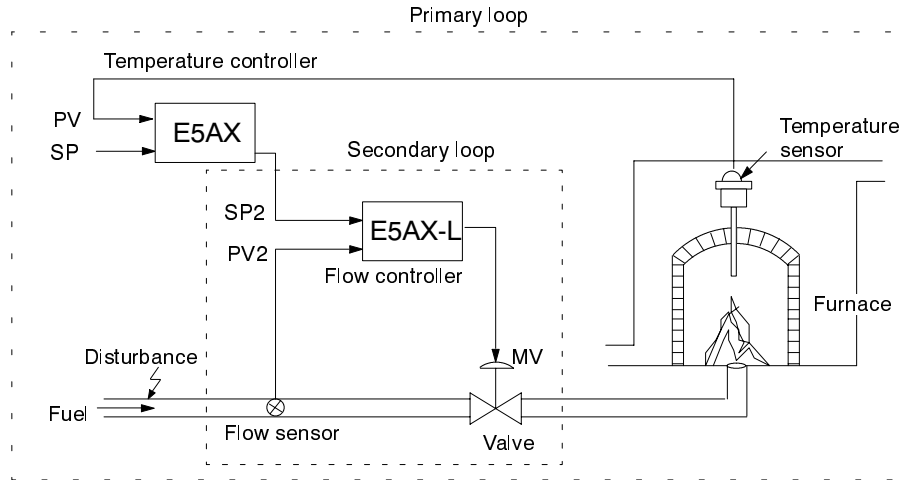 Primary loop
Temperature controller
PV
E5AX
SP
Temperature
sensor
Secondary loop
SP2
E5AX-L
PV2
Flow controller
Furnace
Disturbance
MV
Fuel
Flow sensor
Valve